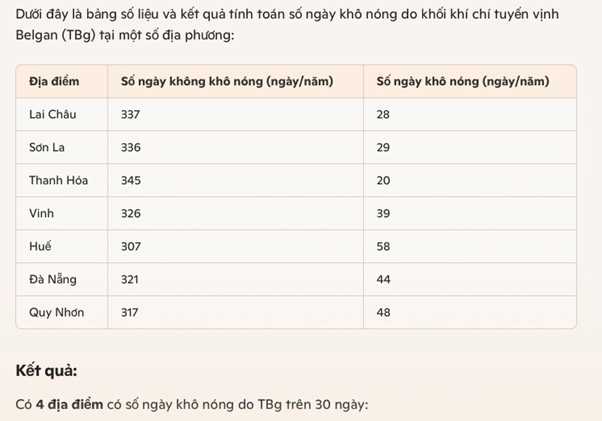 Dưới đây là bảng số liệu và kết quả tính toán số ngày khô nóng do khối khí chí tuyến vịnh
Belgan (TBg) tại một số địa phương:
Địa điểm Số ngày không khô nóng (ngày/năm) Số ngày khô nóng (ngày/năm)
Lai Châu 337 28
Sơn La 336 29
Thanh Hóa 345 20
Vinh 326 39
Huế 307 58
Đà Nẵng 321 44
Quy Nhơn 317 48
Kết quả:
Có 4 địa điểm có số ngày khô nóng do TBg trên 30 ngày: